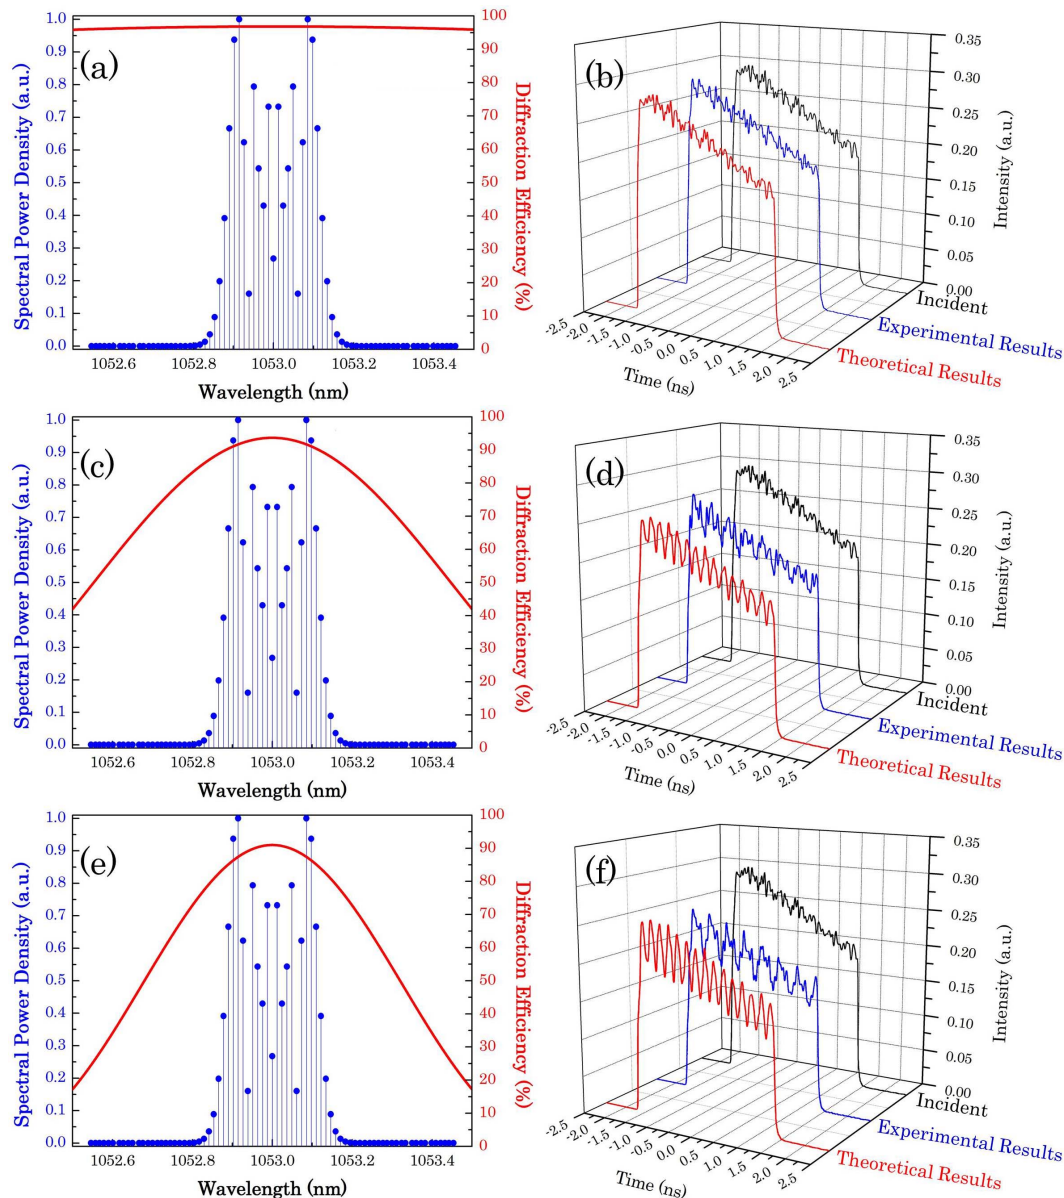 (a)
Spectral Power Density (a.u.)
1.0
0.9
0.8
0.7
0.6
0.5
0.4
0.3
0.2
0.1
0.0
100
90
80
70
60
50
40
30
20
10
0
Diffraction Efficiency (%)
1052.6 1052.8 1053.0 1053.2 1053.4
Wavelength (nm)
(b)
0.35
0.30
0.25
0.20
0.15
0.10
0.05
0.00
Intensity (a.u.)
-2.5 -2.0 -1.5 -1.0 -0.5 0.0 0.5 1.0 1.5 2.0 2.5
Time (ns)
Incident
Experimental Results
Theoretical Results
(c)
Spectral Power Density (a.u.)
1.0
0.9
0.8
0.7
0.6
0.5
0.4
0.3
0.2
0.1
0.0
100
90
80
70
60
50
40
30
20
10
0
Diffraction Efficiency (%)
1052.6 1052.8 1053.0 1053.2 1053.4
Wavelength (nm)
(d)
0.35
0.30
0.25
0.20
0.15
0.10
0.05
0.00
Intensity (a.u.)
-2.5 -2.0 -1.5 -1.0 -0.5 0.0 0.5 1.0 1.5 2.0 2.5
Time (ns)
Incident
Experimental Results
Theoretical Results
(e)
Spectral Power Density (a.u.)
1.0
0.9
0.8
0.7
0.6
0.5
0.4
0.3
0.2
0.1
0.0
100
90
80
70
60
50
40
30
20
10
0
Diffraction Efficiency (%)
1052.6 1052.8 1053.0 1053.2 1053.4
Wavelength (nm)
(f)
0.35
0.30
0.25
0.20
0.15
0.10
0.05
0.00
Intensity (a.u.)
-2.5 -2.0 -1.5 -1.0 -0.5 0.0 0.5 1.0 1.5 2.0 2.5
Time (ns)
Incident
Experimental Results
Theoretical Results